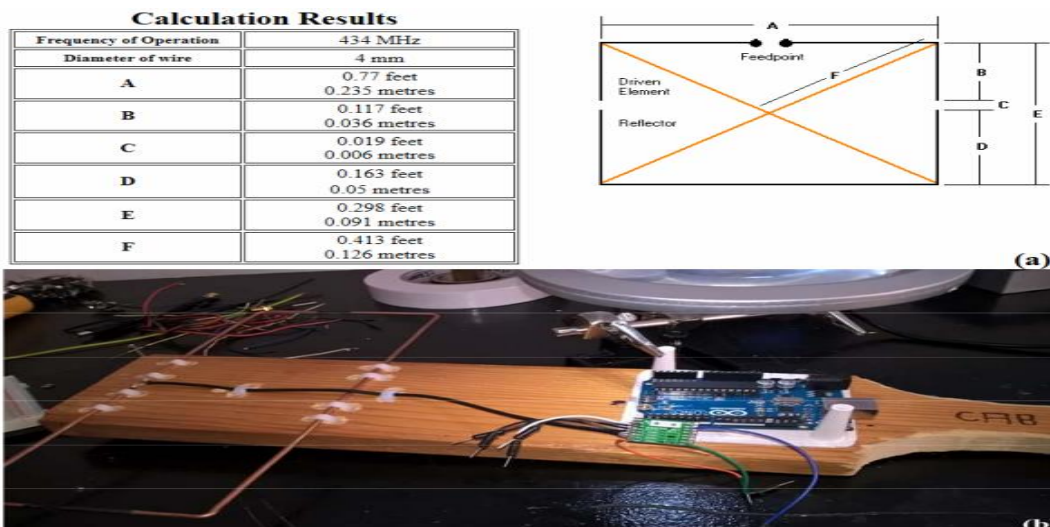 Calculation Results
Frequency of Operation 434 MHz
Diameter of wire 4 mm
A 0.77 feet
0.235 metres
B 0.117 feet
0.036 metres
C 0.019 feet
0.006 metres
D 0.163 feet
0.05 metres
E 0.298 feet
0.091 metres
F 0.413 feet
0.126 metres
A
Feedpoint
Driven
Element
Reflector
F
B
C
D
E
(a)
CHB
(b)